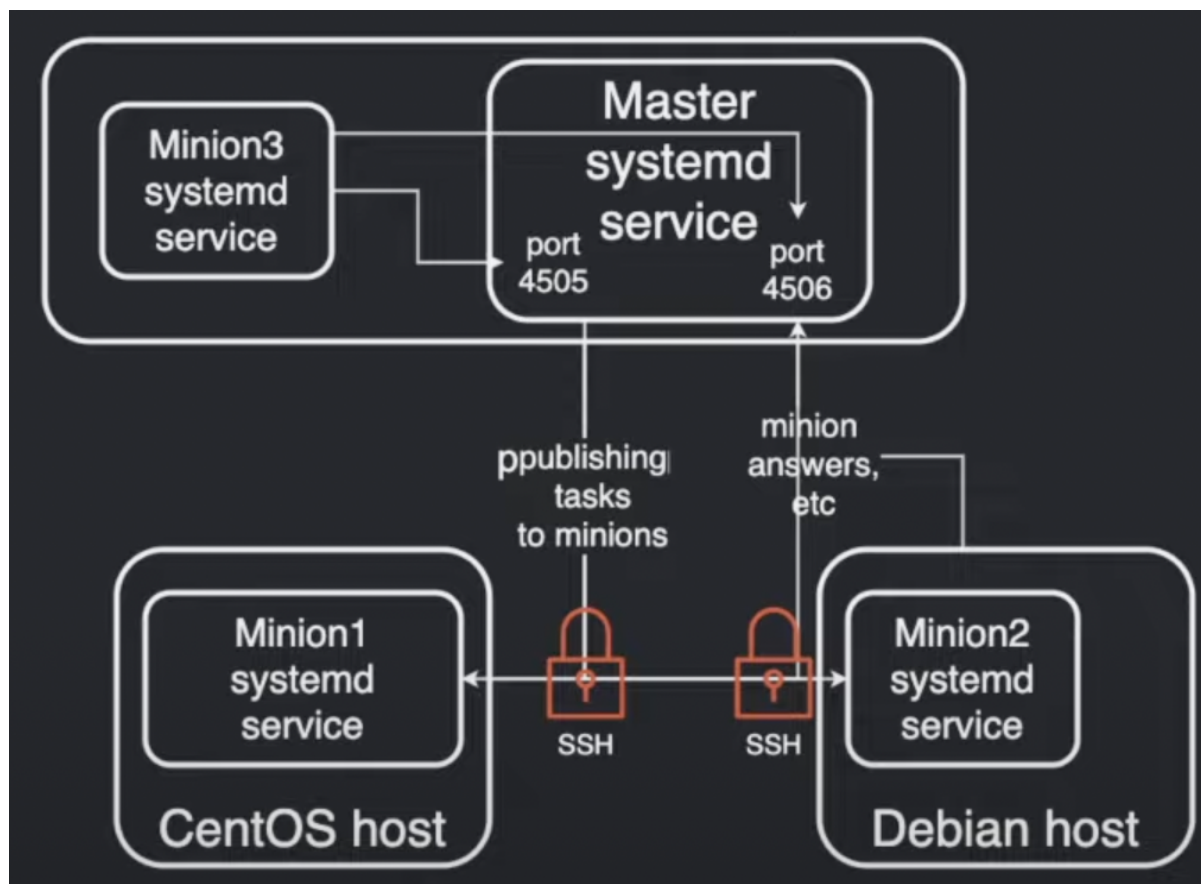 Minion3
systemd
service
Master
systemd
service
port
4505
port
4506
ppublishing
tasks
to minions
minion
answers,
etc
Minion1
systemd
service
CentOS host
SSH
SSH
Minion2
systemd
service
Debian host